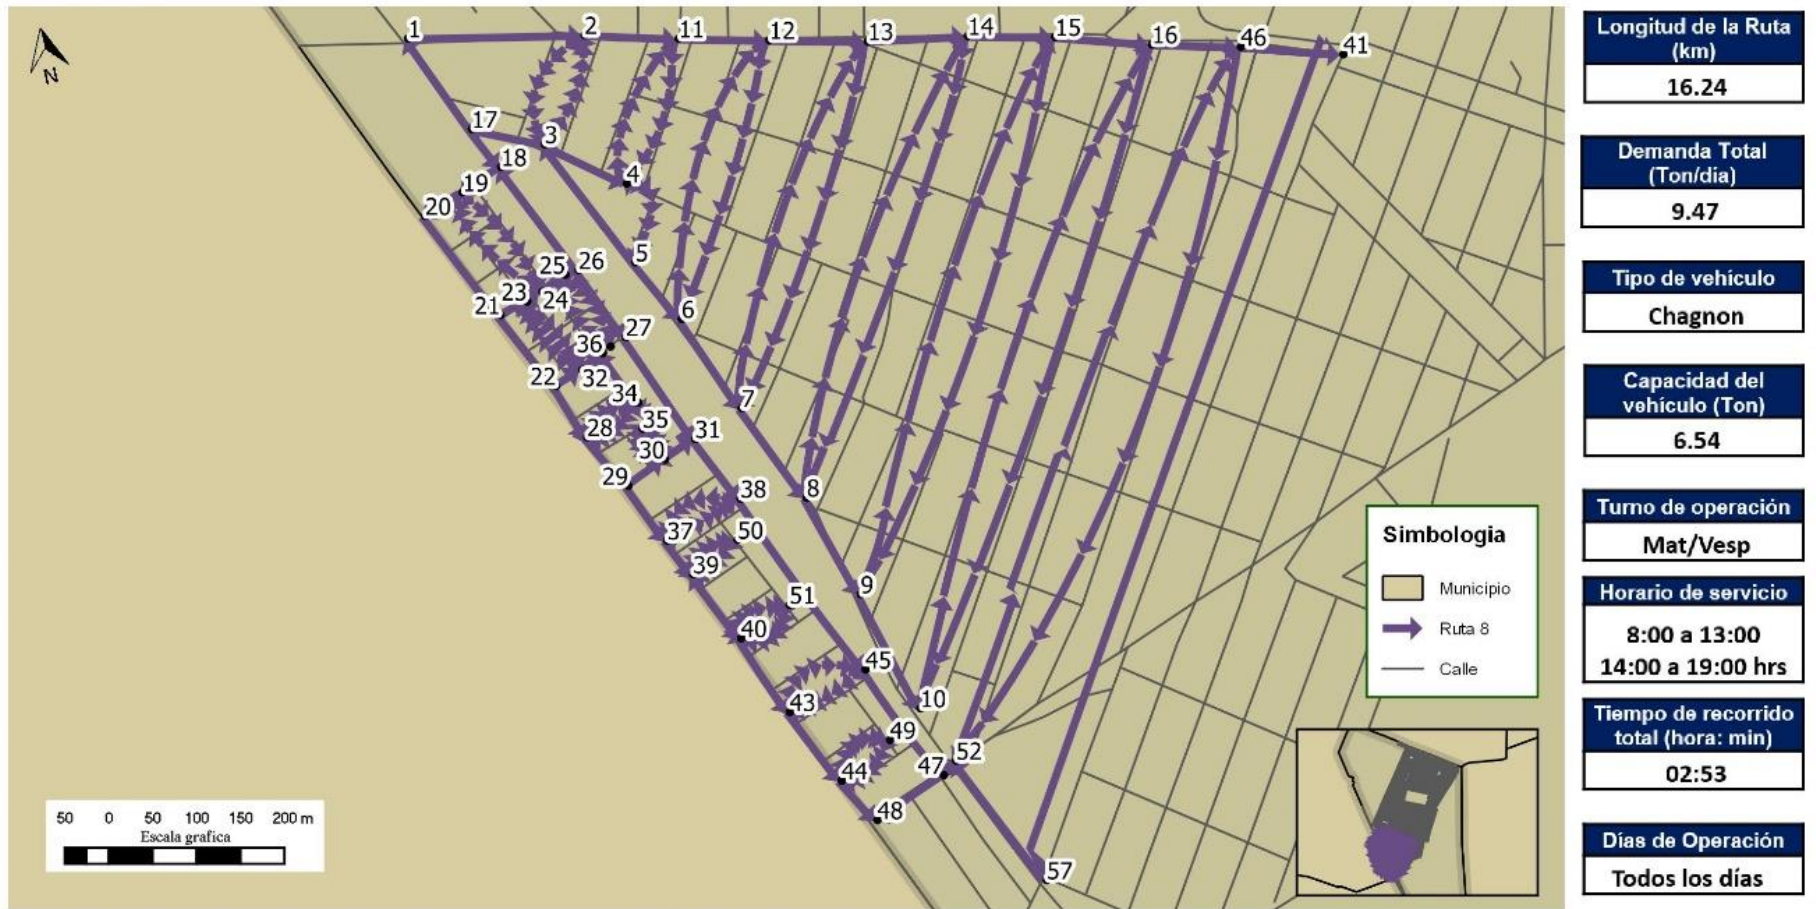 1
2
11
12
13
14
15
16
46
41
N
17
3
18
4
19
20
5
25
26
23
24
21
6
27
36
22
32
34
7
35
28
31
30
29
8
38
37
50
39
9
51
40
45
10
43
49
52
47
44
48
57
50 0 50 100 150 200 m
Escala grafica
Simbologia
Municipio
Ruta 8
Calle
Longitud de la Ruta
(km)
16.24
Demanda Total
(Ton/dia)
9.47
Tipo de vehículo
Chagnon
Capacidad del
vehículo (Ton)
6.54
Turno de operación
Mat/Vesp
Horario de servicio
8:00 a 13:00
14:00 a 19:00 hrs
Tiempo de recorrido
total (hora: min)
02:53
Días de Operación
Todos los días